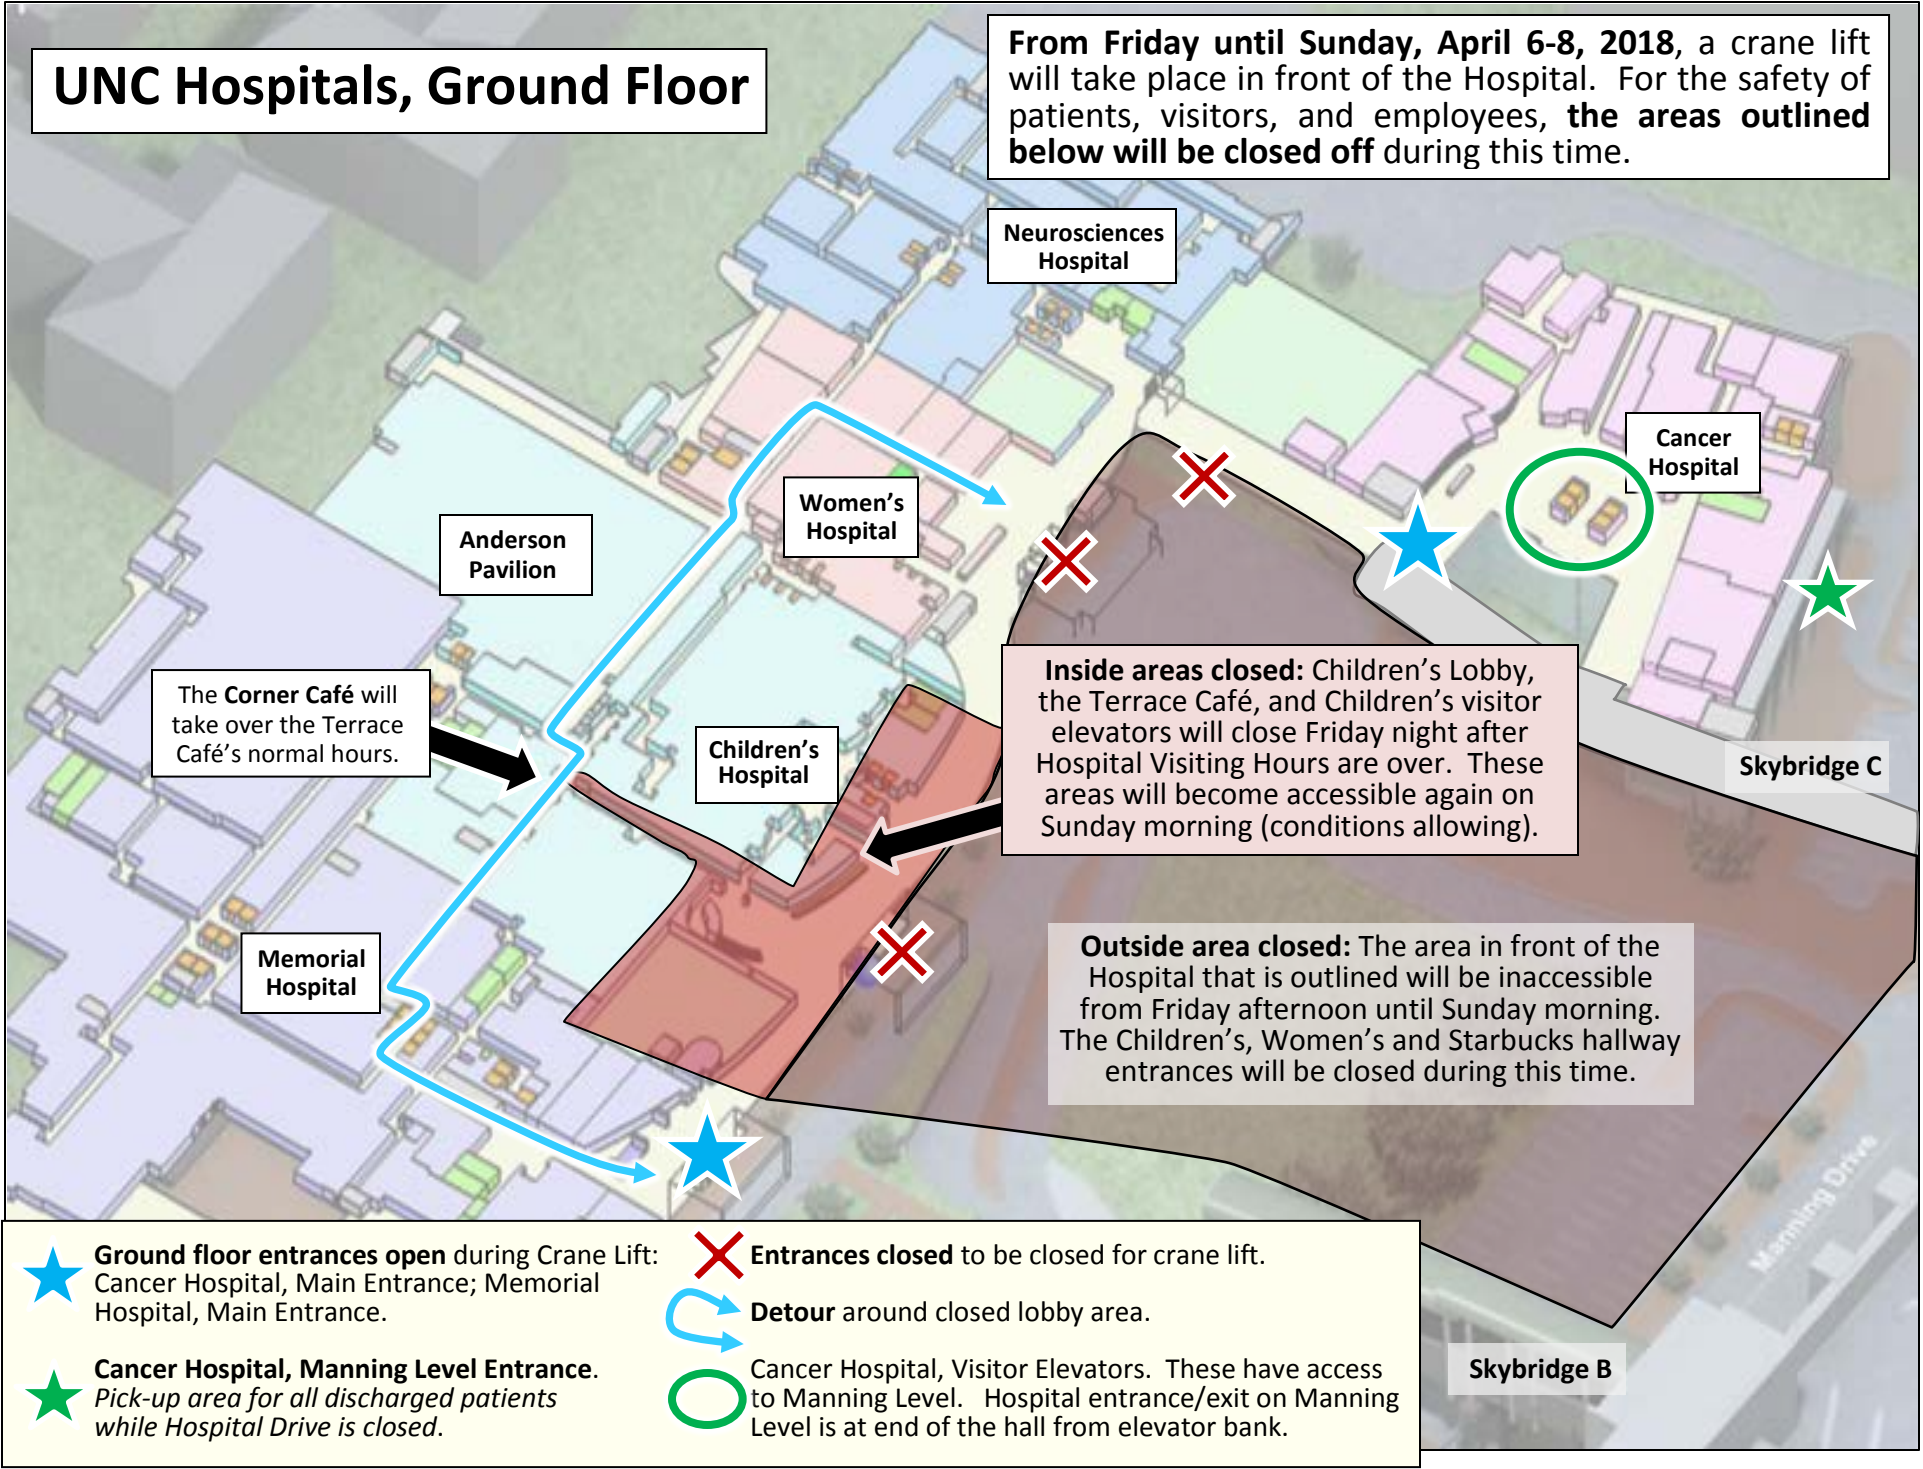 UNC Hospitals, Ground Floor
From Friday until Sunday, April 6-8, 2018, a crane lift
will take place in front of the Hospital. For the safety of
patients, visitors, and employees, the areas outlined
below will be closed off during this time.
Neurosciences
Hospital
Cancer
Hospital
Women's
Hospital
Anderson
Pavilion
The Corner Café will
take over the Terrace
Café's normal hours.
Children's
Hospital
Inside areas closed: Children's Lobby,
the Terrace Café, and Children's visitor
elevators will close Friday night after
Hospital Visiting Hours are over. These
areas will become accessible again on
Sunday morning (conditions allowing).
Skybridge C
Memorial
Hospital
Outside area closed: The area in front of the
Hospital that is outlined will be inaccessible
from Friday afternoon until Sunday morning.
The Children's, Women's and Starbucks hallway
entrances will be closed during this time.
Manning Drive
Skybridge B
Ground floor entrances open during Crane Lift:
Cancer Hospital, Main Entrance; Memorial
Hospital, Main Entrance.
Cancer Hospital, Manning Level Entrance.
Pick-up area for all discharged patients
while Hospital Drive is closed.
Entrances closed to be closed for crane lift.
Detour around closed lobby area.
Cancer Hospital, Visitor Elevators. These have access
to Manning Level. Hospital entrance/exit on Manning
Level is at end of the hall from elevator bank.